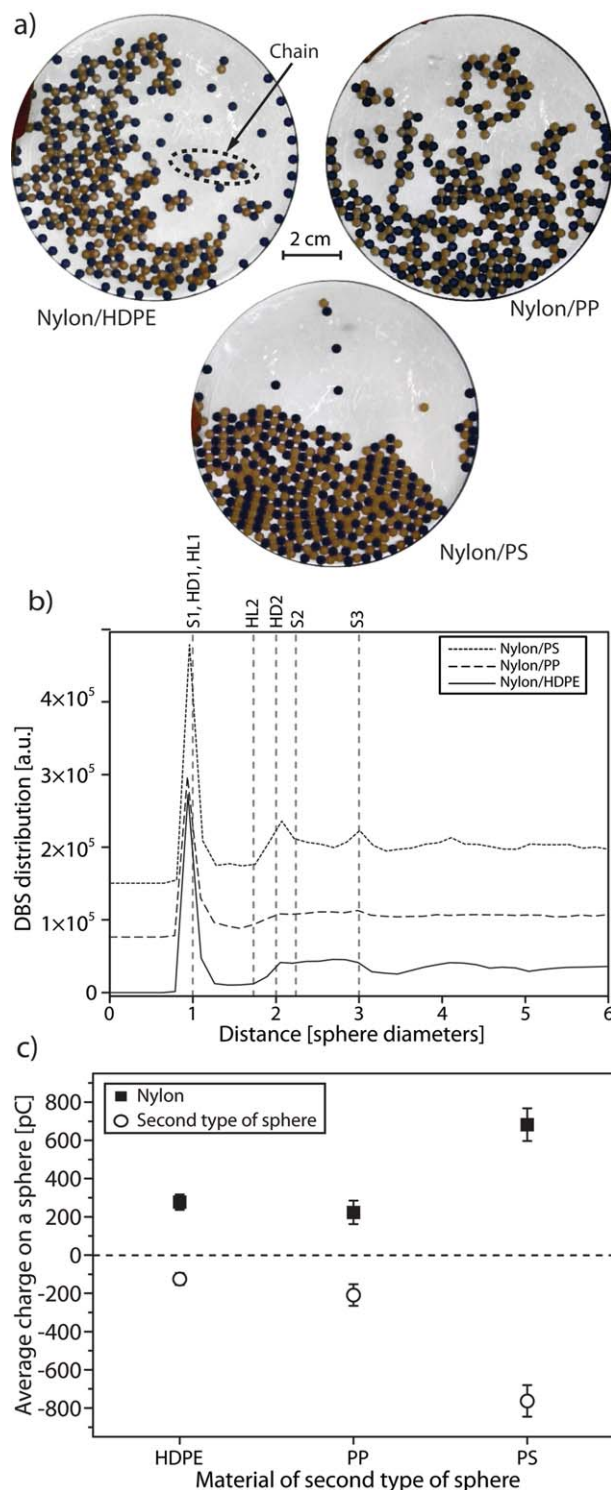 a)
Chain
2 cm
Nylon/HDPE
Nylon/PP
Nylon/PS
b)
S1, HD1, HL1
HL2
HD2
S2
S3
Nylon/PS
Nylon/PP
Nylon/HDPE
DBS distribution [a.u.]
4×10⁵
3×10⁵
2×10⁵
1×10⁵
0
0 1 2 3 4 5 6
Distance [sphere diameters]
c)
Nylon
Second type of sphere
Average charge on a sphere [pC]
800
600
400
200
0
-200
-400
-600
-800
HDPE PP PS
Material of second type of sphere